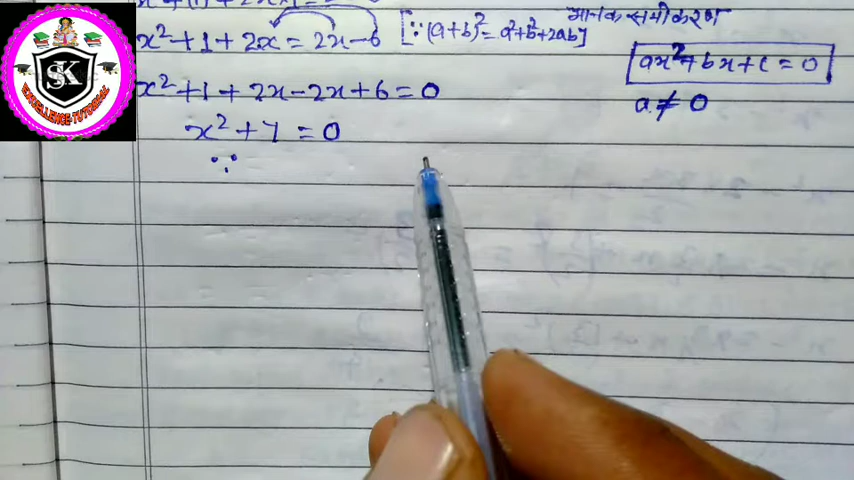 x²+1+2x=2x-6 [∵(a+b)²=a²+b²+2ab]
मानक समीकरण
ax²+bx+c=0
a≠0
x²+1+2x-2x+6=0
x²+7=0
∵
SK
EXCELLENCE TUTORIAL